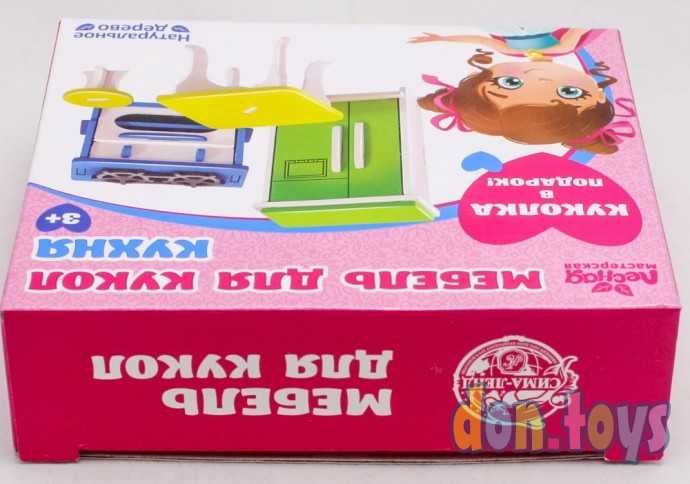 Лесная
мастерская
МЕБЕЛЬ ДЛЯ КУКОЛ
КУХНЯ
3+
КУКОЛКА
В
ПОДАРОК!
Натуральное
дерево
МЕБЕЛЬ
ДЛЯ КУКОЛ
СИМА-ЛЕНД
don.toys